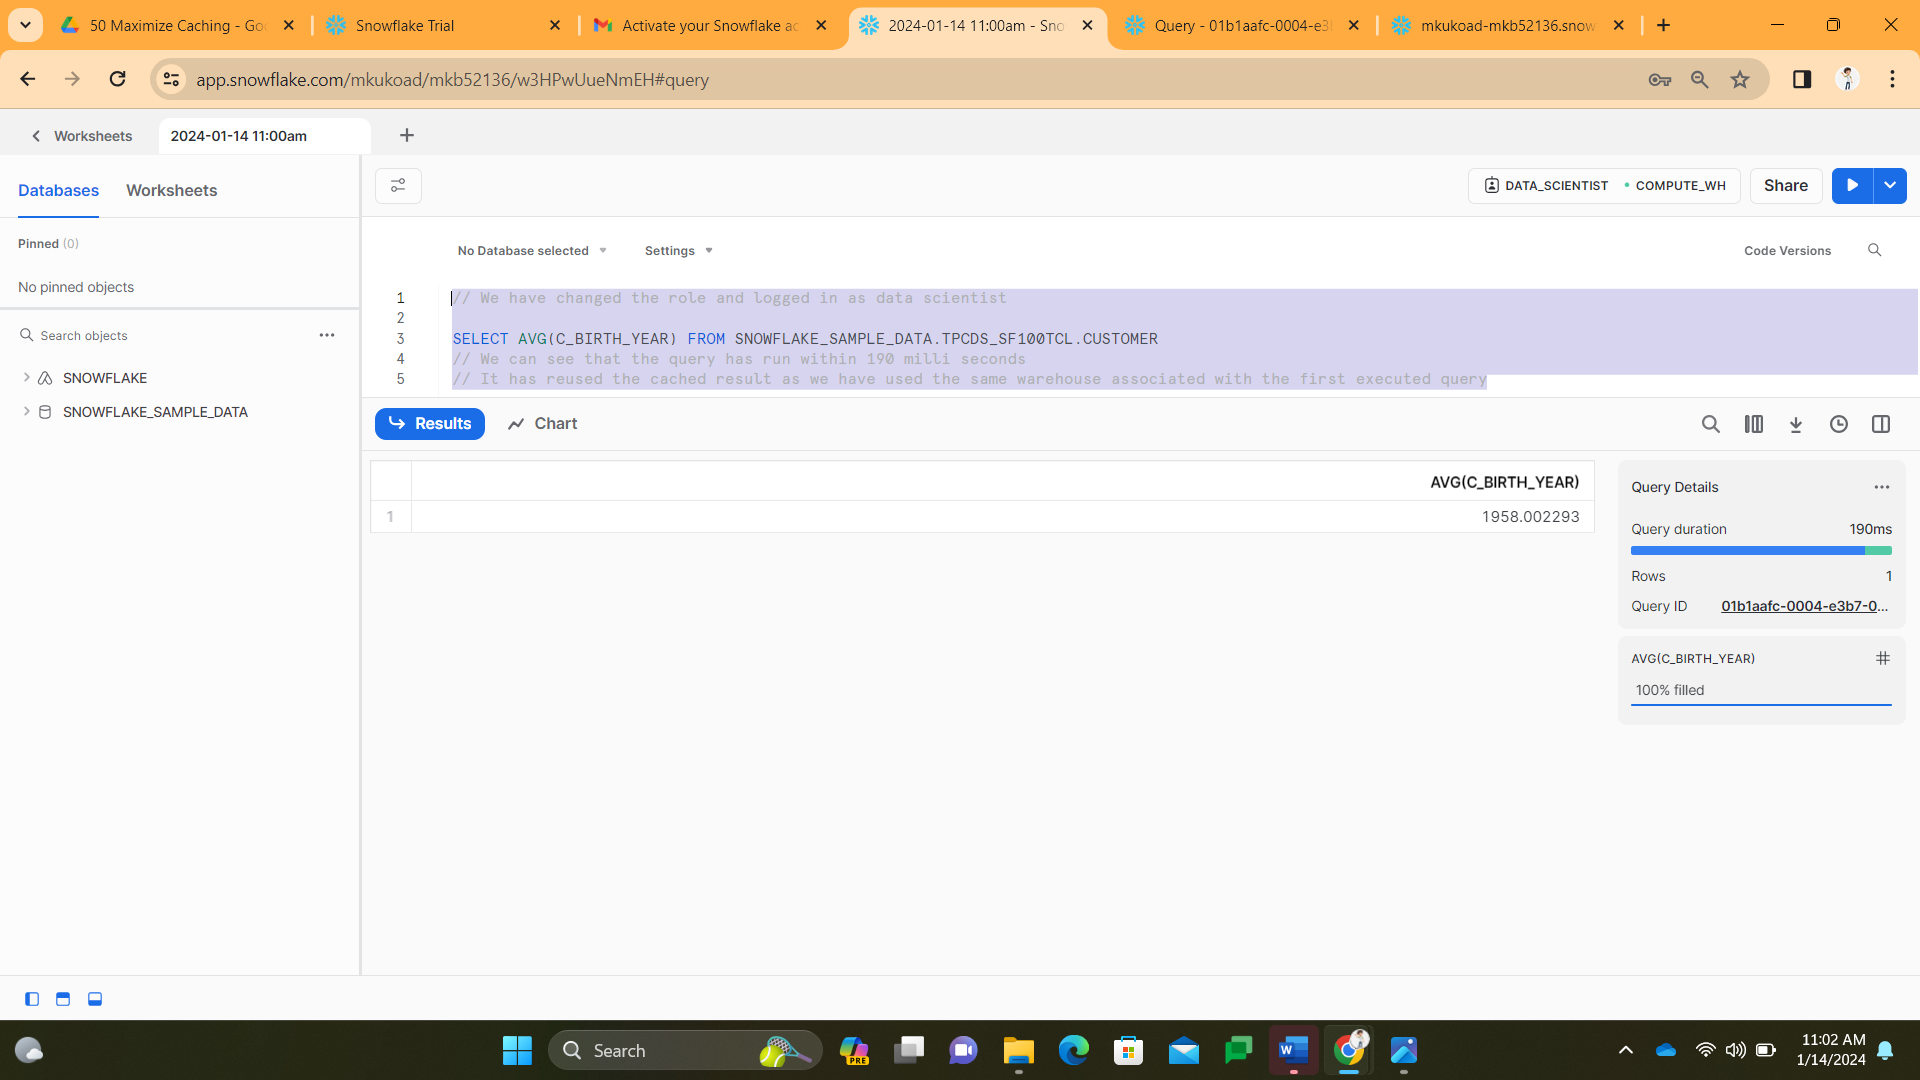 50 Maximize Caching - Go
Snowflake Trial
Activate your Snowflake ac
2024-01-14 11:00am - Sno
Query - 01b1aafc-0004-e3b
mkukoad-mkb52136.snow
app.snowflake.com/mkukoad/mkb52136/w3HPwUueNmEH#query
Worksheets
2024-01-14 11:00am
Databases
Worksheets
DATA_SCIENTIST
COMPUTE_WH
Share
Pinned (0)
No pinned objects
No Database selected
Settings
Code Versions
1 // We have changed the role and logged in as data scientist
2
3 SELECT AVG(C_BIRTH_YEAR) FROM SNOWFLAKE_SAMPLE_DATA.TPCDS_SF100TCL.CUSTOMER
4 // We can see that the query has run within 190 milli seconds
5 // It has reused the cached result as we have used the same warehouse associated with the first executed query
Search objects
SNOWFLAKE
SNOWFLAKE_SAMPLE_DATA
Results
Chart
AVG(C_BIRTH_YEAR)
1 1958.002293
Query Details
Query duration 190ms
Rows 1
Query ID 01b1aafc-0004-e3b7-0...
AVG(C_BIRTH_YEAR)
100% filled
Search
PRE
11:02 AM
1/14/2024